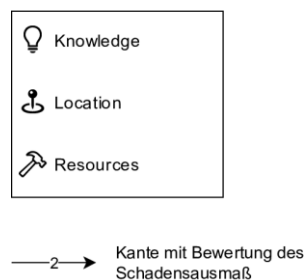 Knowledge
Location
Resources
2
Kante mit Bewertung des
Schadensausmaß